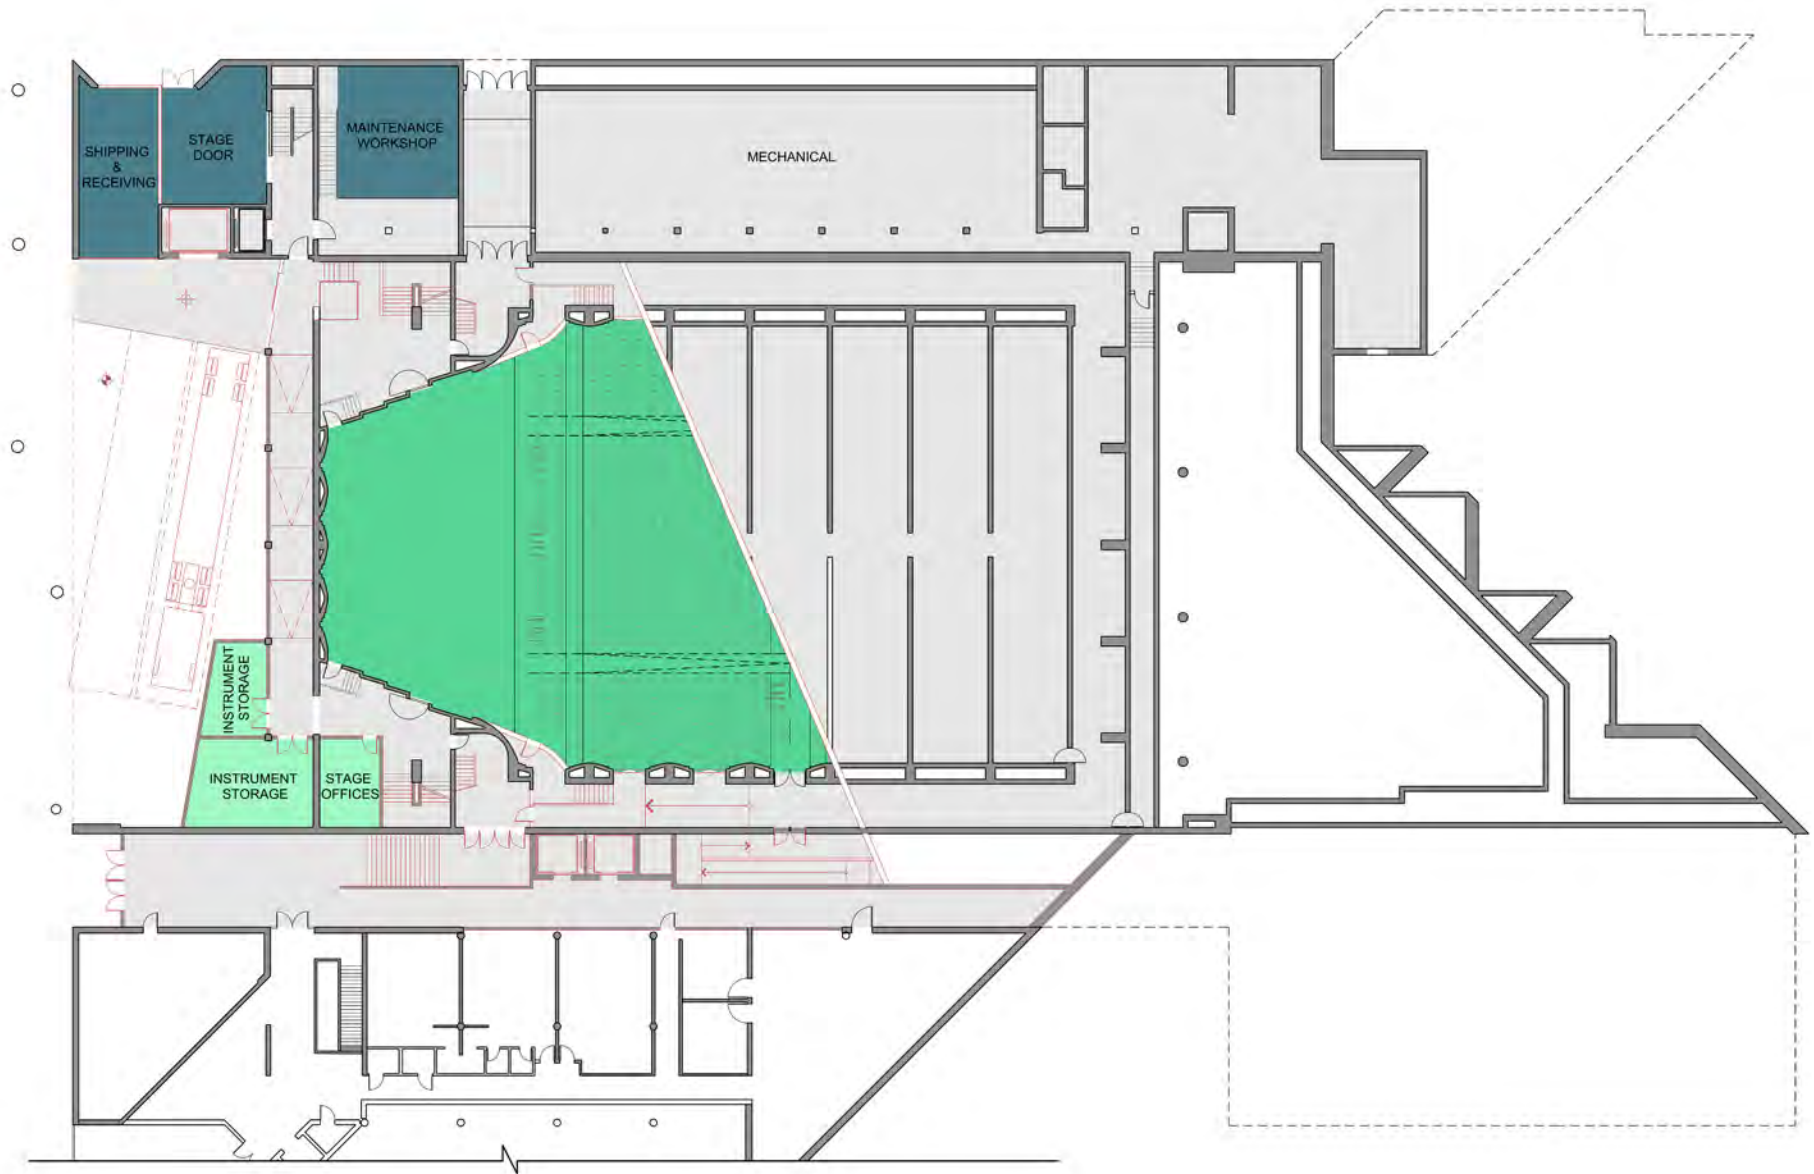 SHIPPING
&
RECEIVING
STAGE
DOOR
MAINTENANCE
WORKSHOP
MECHANICAL
INSTRUMENT
STORAGE
INSTRUMENT
STORAGE
STAGE
OFFICES